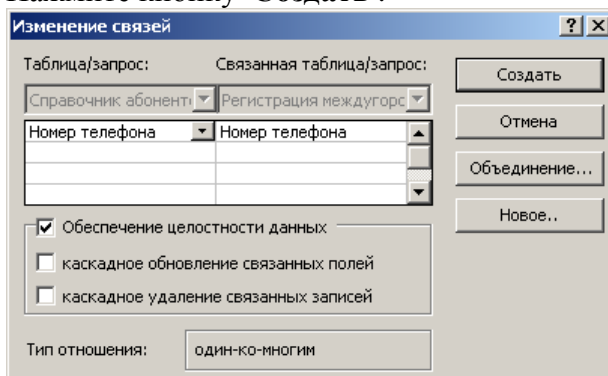 Нажмите кнопку "Создать".
Изменение связей
Таблица/запрос: Связанная таблица/запрос:
Создать
Справочник абонент Регистрация междугорс
Номер телефона Номер телефона
Отмена
Объединение...
Новое..
Обеспечение целостности данных
каскадное обновление связанных полей
каскадное удаление связанных записей
Тип отношения: один-ко-многим